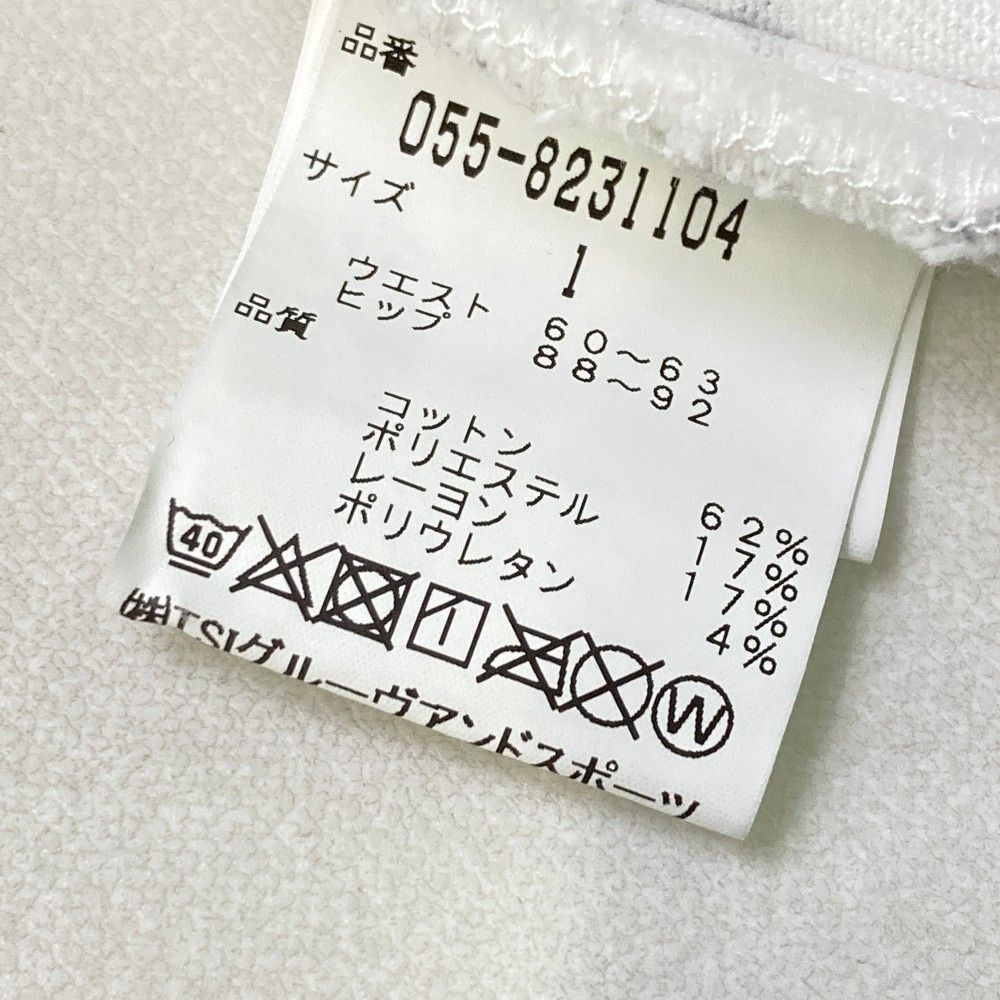 品番
055-8231104
サイズ
1
ウエスト 60~63
ヒップ 88~92
品質
コットン 62%
ポリエステル 17%
レーヨン 17%
ポリウレタン 4%
40
W
㈱TSIグルーヴアンドスポーツ